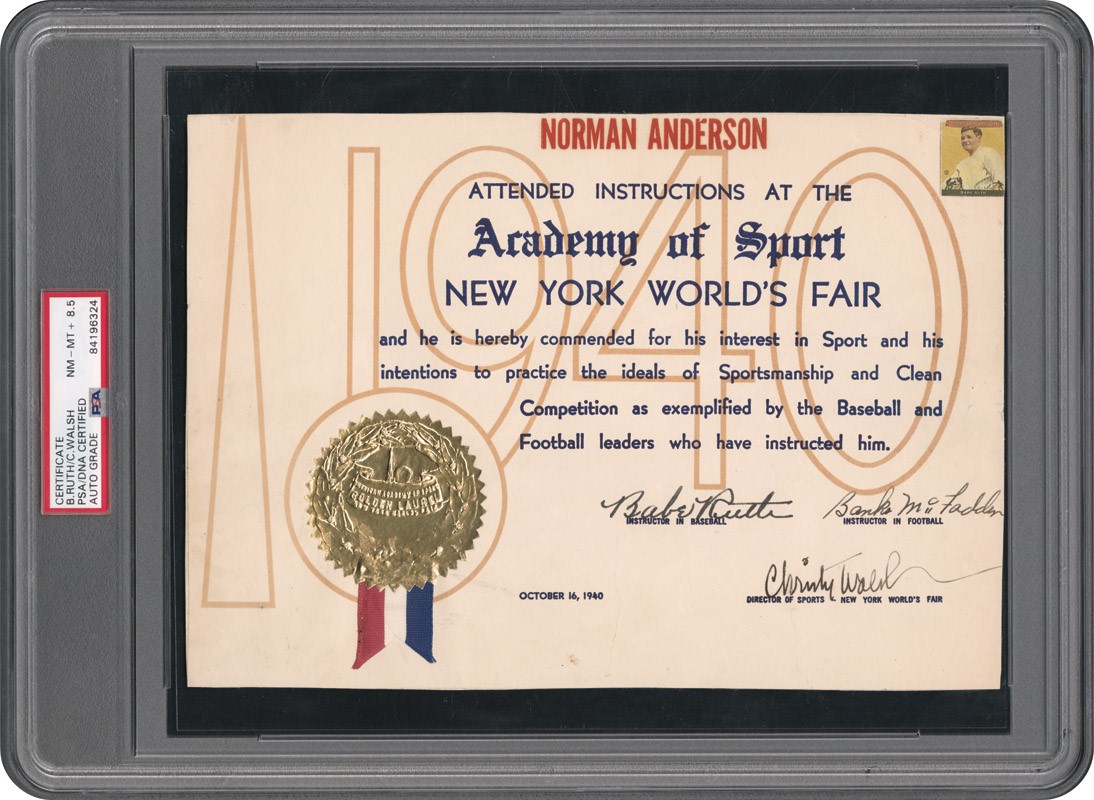 CERTIFICATE NM - MT + 8.5
B.RUTH/C.WALSH
PSA/DNA CERTIFIED
AUTO GRADE PSA 84196324
NORMAN ANDERSON
1940
ATTENDED INSTRUCTIONS AT THE
Academy of Sport
NEW YORK WORLD'S FAIR
and he is hereby commended for his interest in Sport and his
intentions to practice the ideals of Sportsmanship and Clean
Competition as exemplified by the Baseball and
Football leaders who have instructed him.
GOLDEN LAUREL
BABE RUTH
Babe Ruth
INSTRUCTOR IN BASEBALL
Banks McFadden
INSTRUCTOR IN FOOTBALL
Christy Walsh
DIRECTOR OF SPORTS - NEW YORK WORLD'S FAIR
OCTOBER 16, 1940